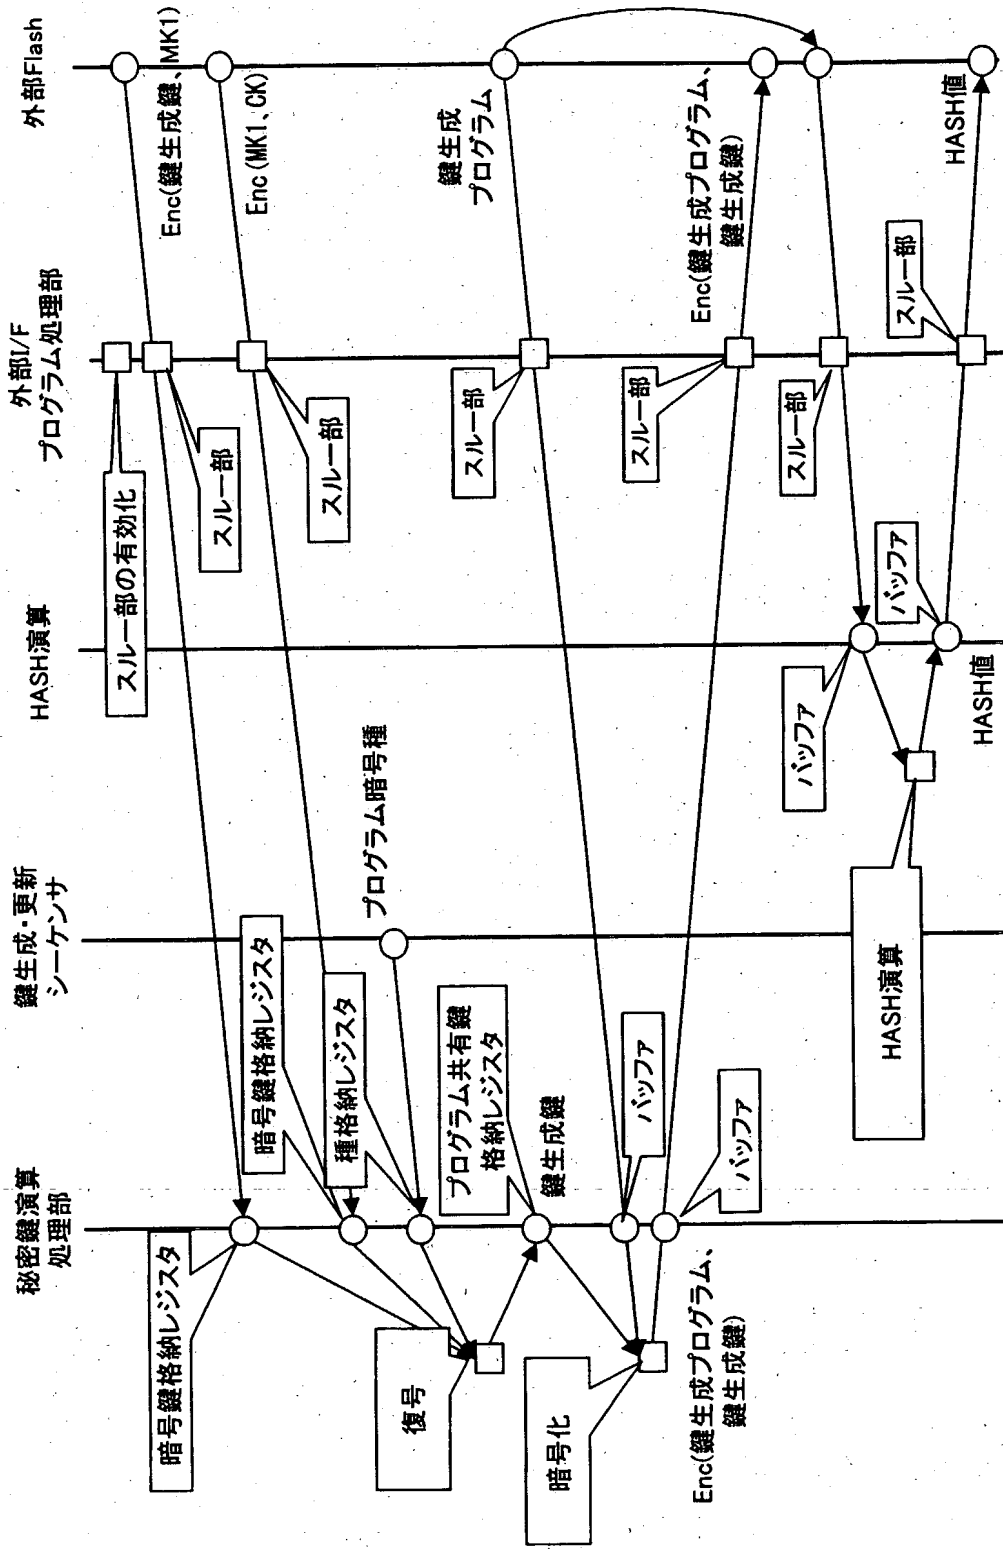 秘密鍵演算
処理部
鍵生成・更新
シーケンサ
HASH演算
外部I/F
プログラム処理部
外部Flash
スルー部の有効化
Enc(鍵生成鍵、MK1)
スルー部
暗号鍵格納レジスタ
Enc(MK1、CK)
スルー部
暗号鍵格納レジスタ
プログラム暗号種
種格納レジスタ
復号
プログラム共有鍵
格納レジスタ
鍵生成鍵
鍵生成
プログラム
スルー部
バッファ
暗号化
バッファ
Enc(鍵生成プログラム、
鍵生成鍵)
スルー部
Enc(鍵生成プログラム、
鍵生成鍵)
スルー部
バッファ
HASH演算
バッファ
HASH値
スルー部
HASH値